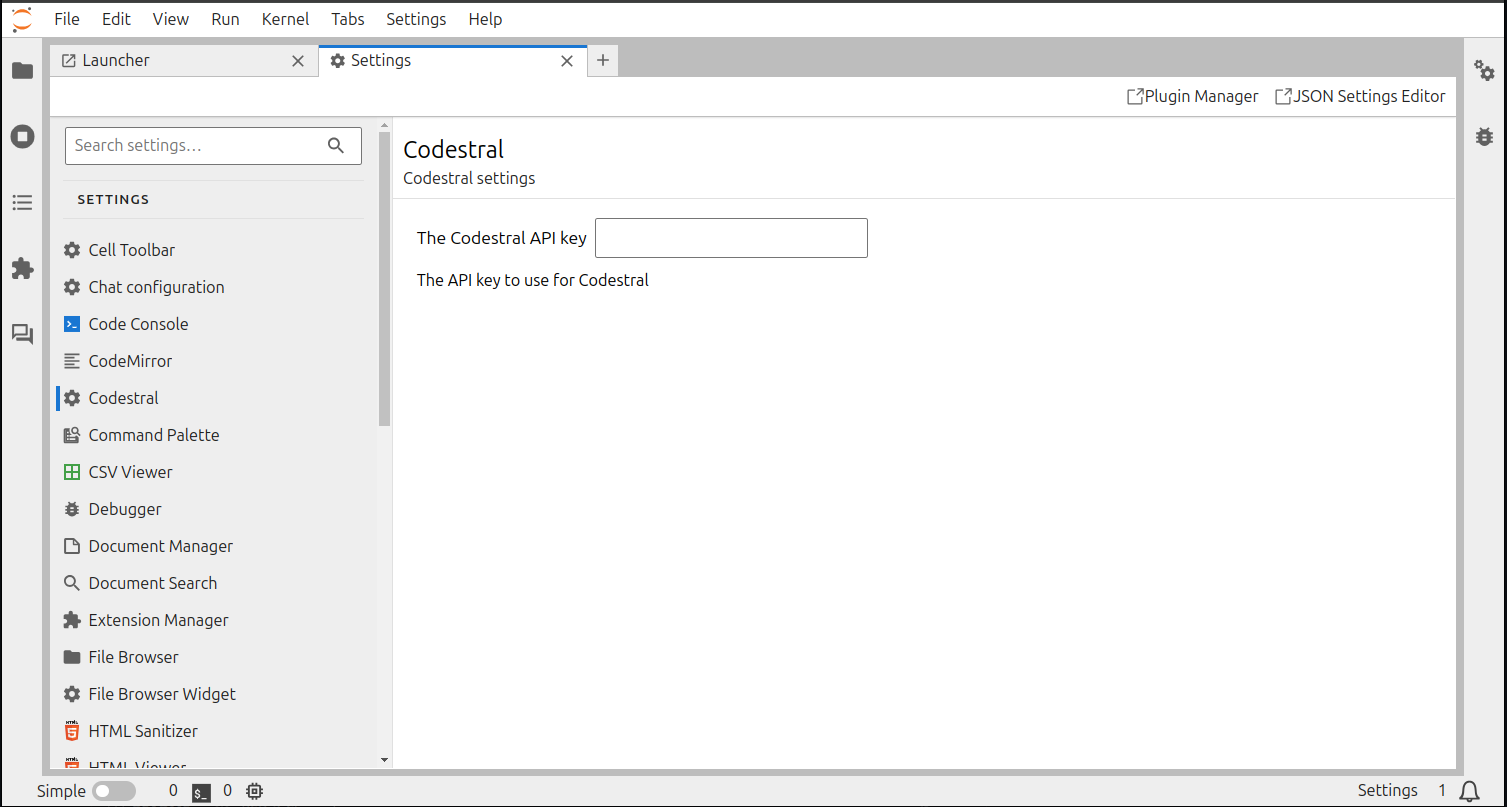 File Edit View Run Kernel Tabs Settings Help
Launcher Settings
Plugin Manager JSON Settings Editor
Search settings…
SETTINGS
Cell Toolbar
Chat configuration
Code Console
CodeMirror
Codestral
Command Palette
CSV Viewer
Debugger
Document Manager
Document Search
Extension Manager
File Browser
File Browser Widget
HTML Sanitizer
HTML Viewer
Codestral
Codestral settings
The Codestral API key
The API key to use for Codestral
Simple 0 $_ 0 Settings 1